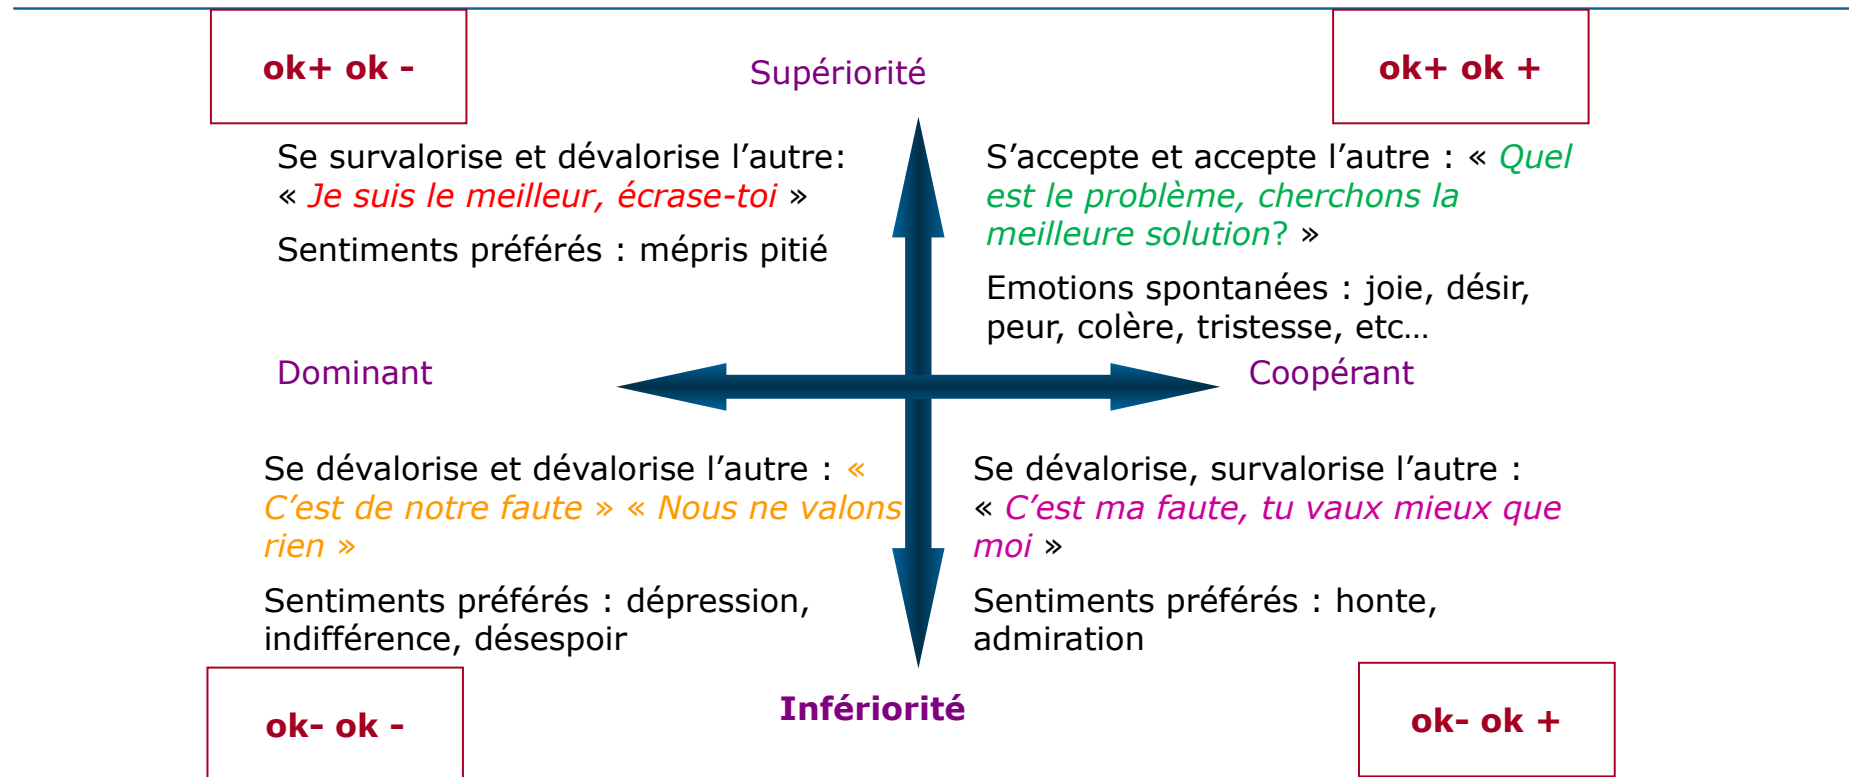 ok+ ok -
Supériorité
ok+ ok +
Se survalorise et dévalorise l’autre:
« Je suis le meilleur, écrase-toi »
Sentiments préférés : mépris pitié
S’accepte et accepte l’autre : « Quel
est le problème, cherchons la
meilleure solution? »
Emotions spontanées : joie, désir,
peur, colère, tristesse, etc…
Dominant
Coopérant
Se dévalorise et dévalorise l’autre : «
C’est de notre faute » « Nous ne valons
rien »
Sentiments préférés : dépression,
indifférence, désespoir
Se dévalorise, survalorise l’autre :
« C’est ma faute, tu vaux mieux que
moi »
Sentiments préférés : honte,
admiration
ok- ok -
Infériorité
ok- ok +